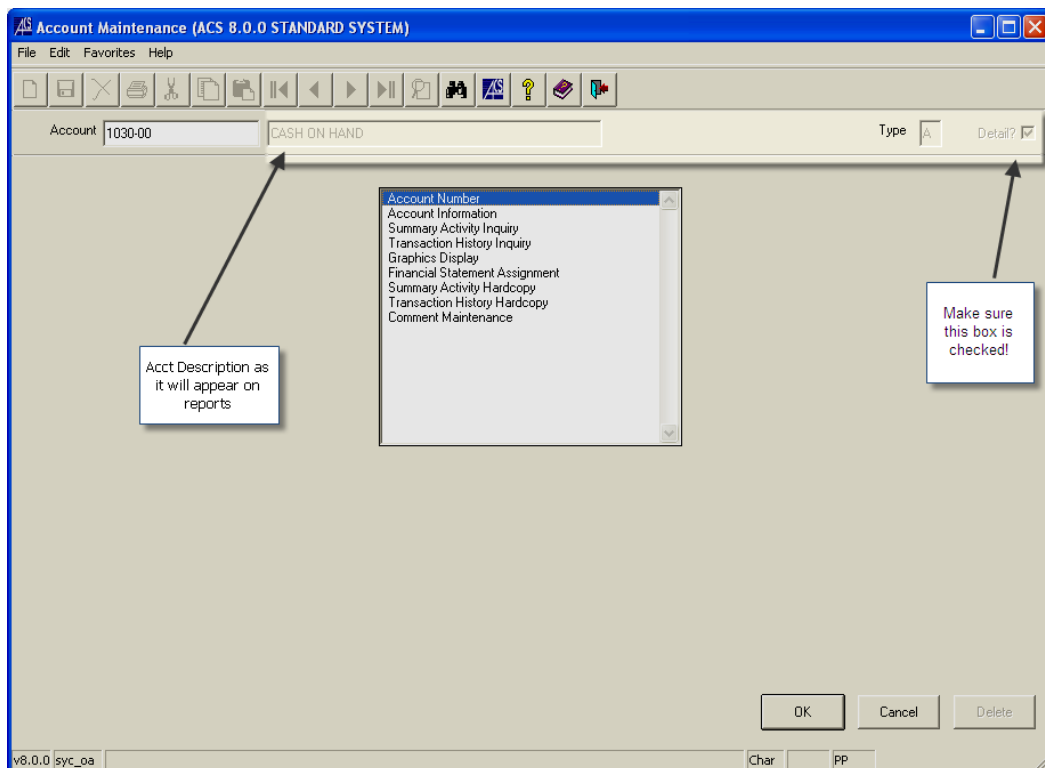 ACS Account Maintenance (ACS 8.0.0 STANDARD SYSTEM)
File Edit Favorites Help
ACS
Account 1030-00 CASH ON HAND Type A Detail?
Account Number
Account Information
Summary Activity Inquiry
Transaction History Inquiry
Graphics Display
Financial Statement Assignment
Summary Activity Hardcopy
Transaction History Hardcopy
Comment Maintenance
Acct Description as
it will appear on
reports
Make sure
this box is
checked!
OK Cancel Delete
v8.0.0 syc_oa Char PP